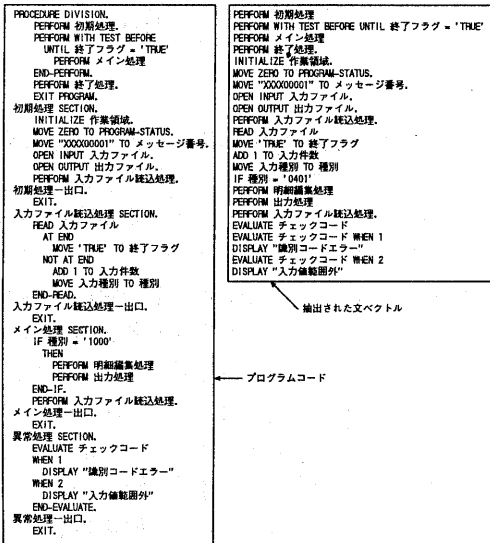 PROCEDURE DIVISION.
PERFORM 初期処理.
PERFORM WITH TEST BEFORE
UNTIL 終了フラグ = 'TRUE'
PERFORM メイン処理
END-PERFORM.
PERFORM 終了処理.
EXIT PROGRAM.
初期処理 SECTION.
INITIALIZE 作業領域.
MOVE ZERO TO PROGRAM-STATUS.
MOVE "XXXX00001" TO メッセージ番号.
OPEN INPUT 入力ファイル.
OPEN OUTPUT 出力ファイル.
PERFORM 入力ファイル読込処理.
初期処理一出口.
EXIT.
入力ファイル読込処理 SECTION.
READ 入力ファイル
AT END
MOVE 'TRUE' TO 終了フラグ
NOT AT END
ADD 1 TO 入力件数
MOVE 入力種別 TO 種別
END-READ.
入力ファイル読込処理一出口.
EXIT.
メイン処理 SECTION.
IF 種別 = '1000'
THEN
PERFORM 明細編集処理
PERFORM 出力処理
END-IF.
PERFORM 入力ファイル読込処理.
メイン処理一出口.
EXIT.
異常処理 SECTION.
EVALUATE チェックコード
WHEN 1
DISPLAY "識別コードエラー"
WHEN 2
DISPLAY "入力値範囲外"
END-EVALUATE.
異常処理一出口.
EXIT.
PERFORM 初期処理
PERFORM WITH TEST BEFORE UNTIL 終了フラグ = 'TRUE'
PERFORM メイン処理
PERFORM 終了処理.
INITIALIZE 作業領域.
MOVE ZERO TO PROGRAM-STATUS.
MOVE "XXXX00001" TO メッセージ番号.
OPEN INPUT 入力ファイル.
OPEN OUTPUT 出力ファイル.
PERFORM 入力ファイル読込処理.
READ 入力ファイル
MOVE 'TRUE' TO 終了フラグ
ADD 1 TO 入力件数
MOVE 入力種別 TO 種別
IF 種別 = '0401'
PERFORM 明細編集処理
PERFORM 出力処理
PERFORM 入力ファイル読込処理.
EVALUATE チェックコード
EVALUATE チェックコード WHEN 1
DISPLAY "識別コードエラー"
EVALUATE チェックコード WHEN 2
DISPLAY "入力値範囲外"
抽出された文ベクトル
プログラムコード